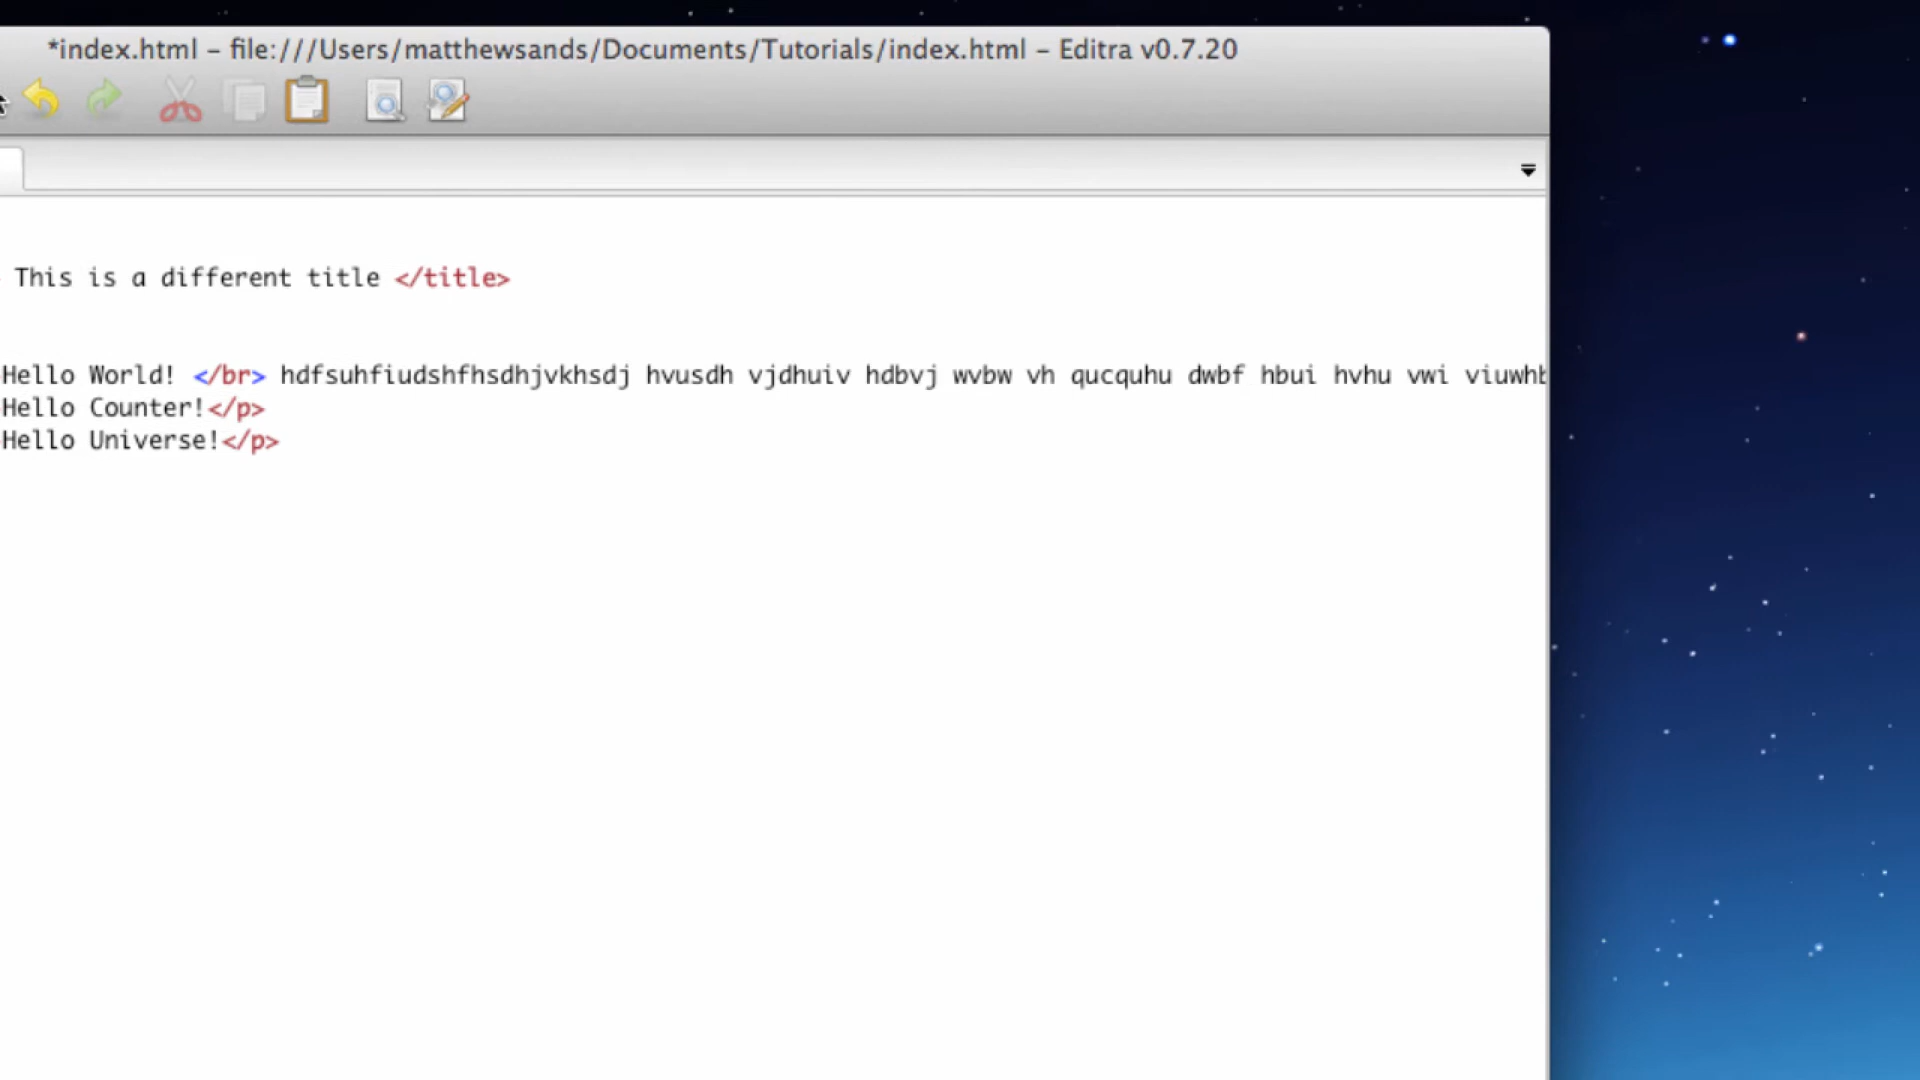 *index.html – file:///Users/matthewsands/Documents/Tutorials/index.html – Editra v0.7.20
This is a different title </title>
Hello World! </br> hdfsuhfiudshfhsdhjvkhsdj hvusdh vjdhuiv hdbvj wvbw vh qucquhu dwbf hbui hvhu vwi viuwhb
Hello Counter!</p>
Hello Universe!</p>